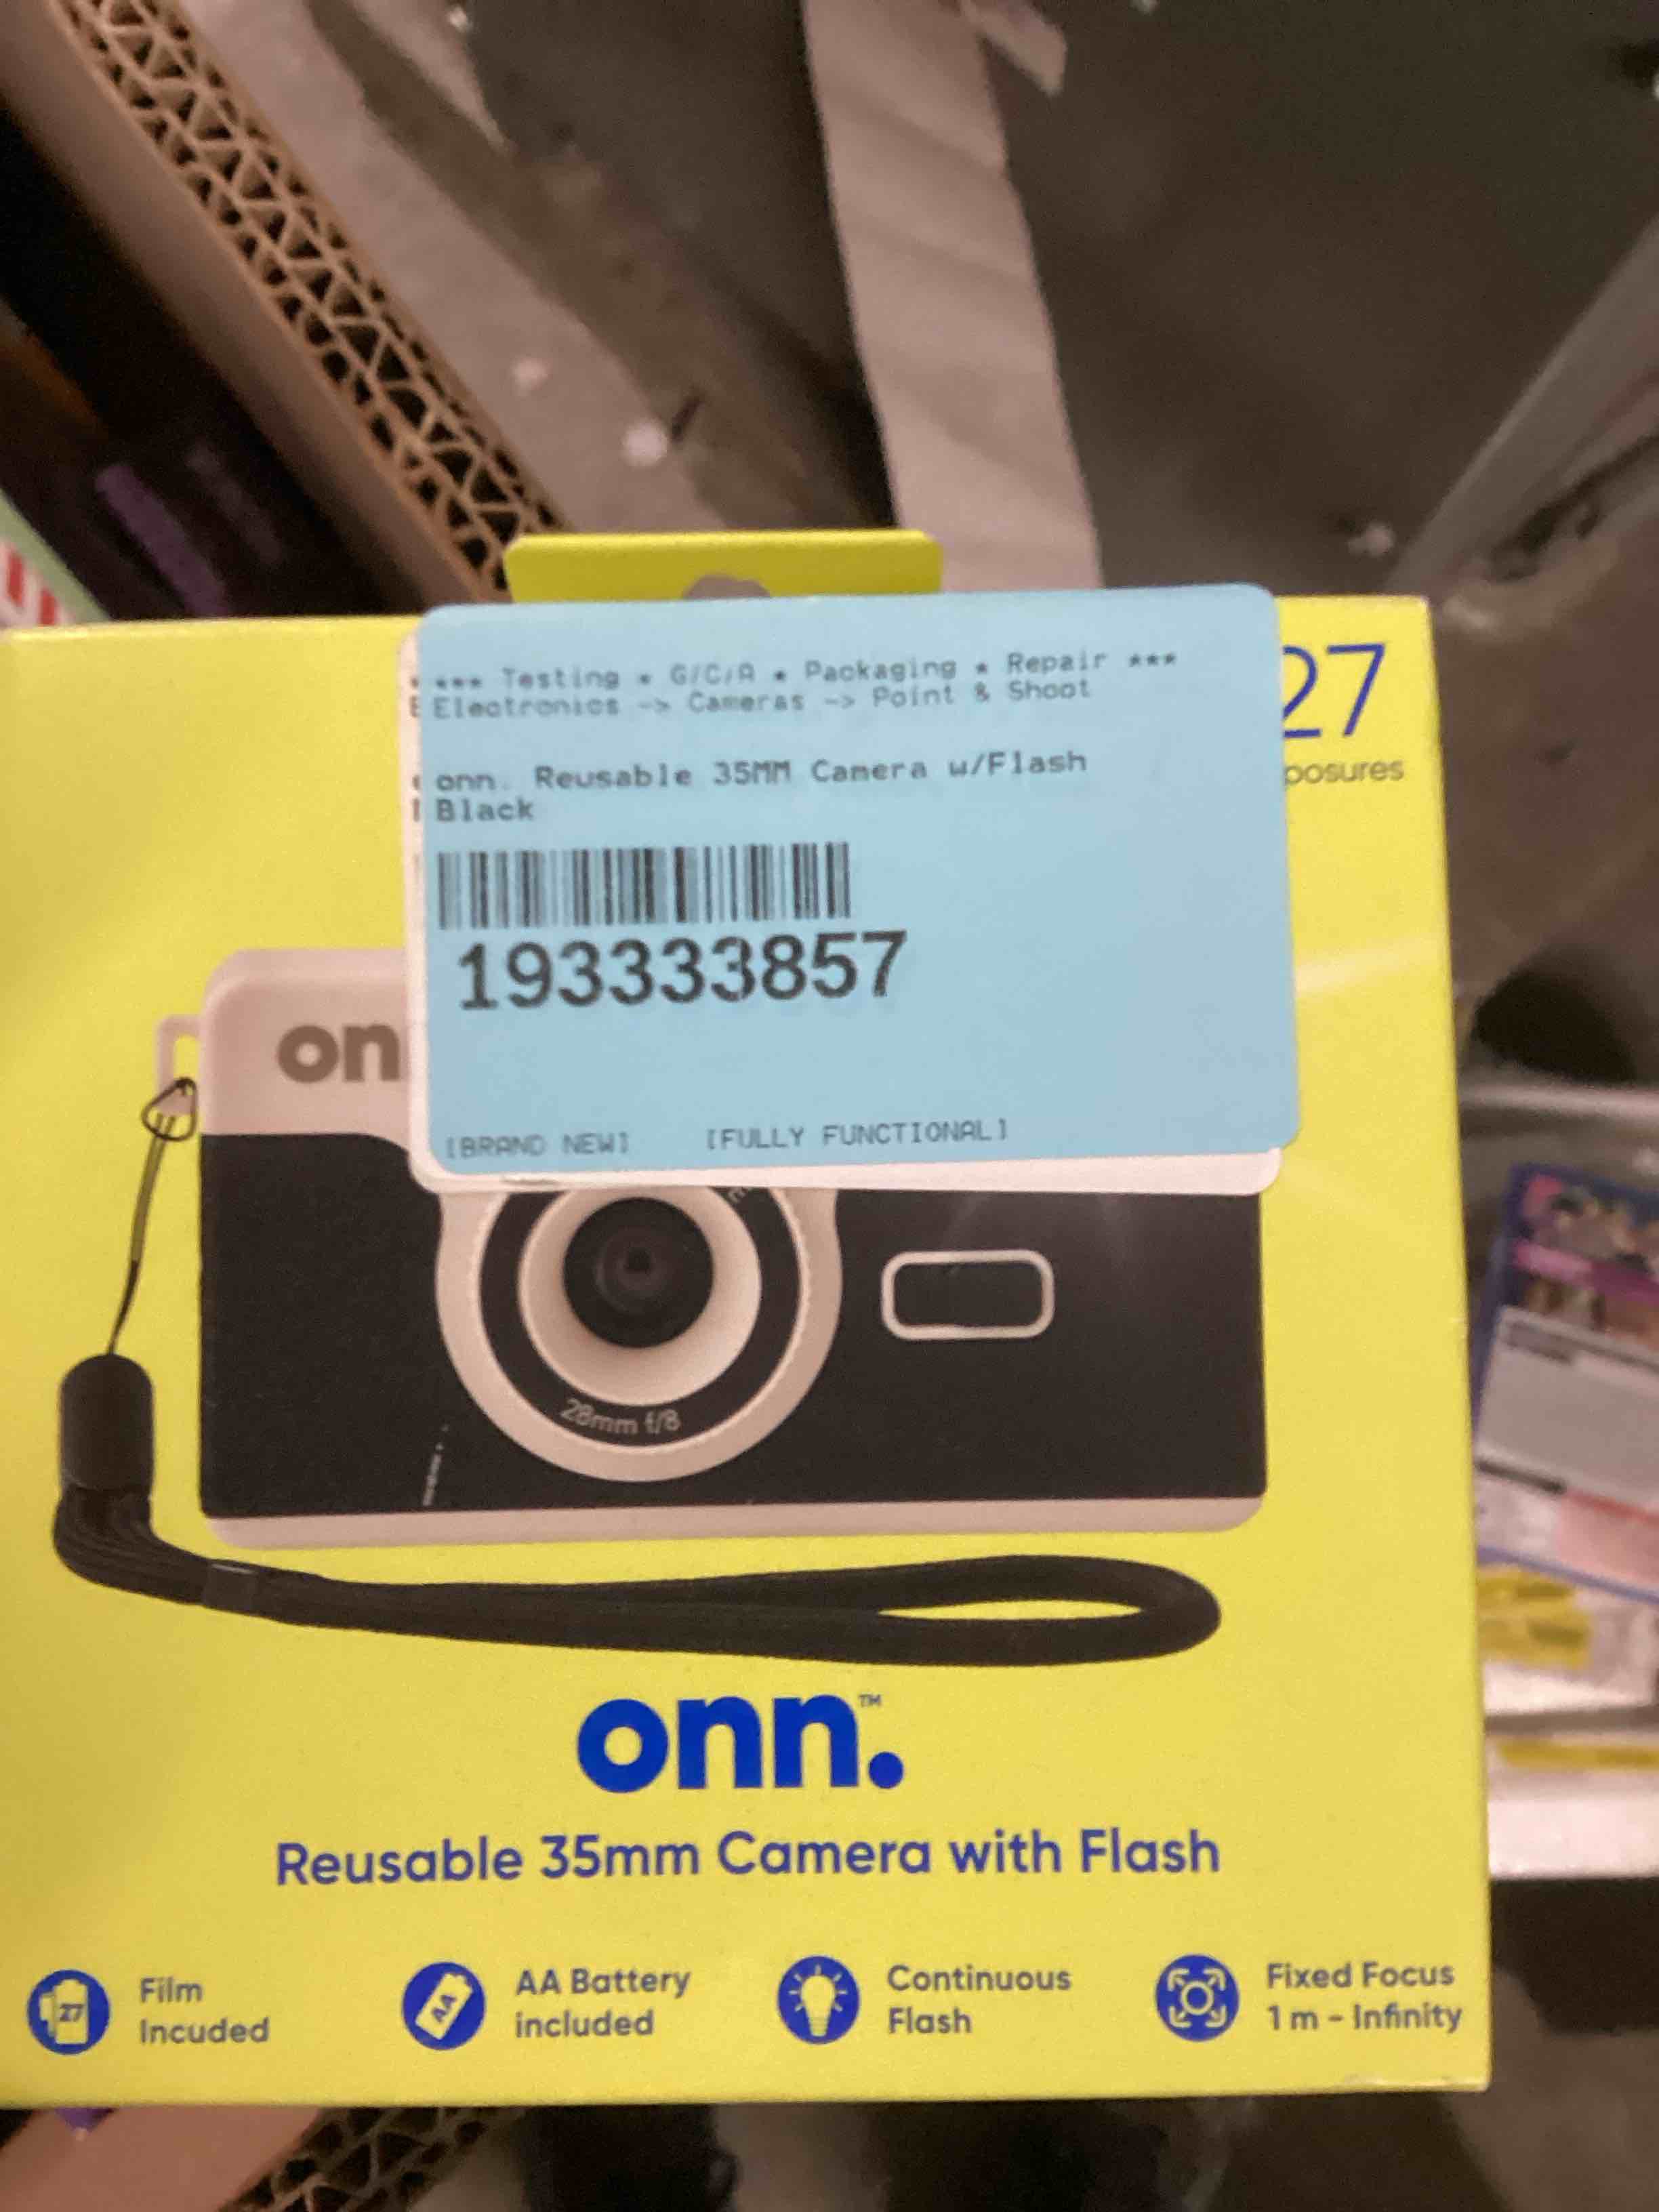 *** Testing * G/C/A * Packaging * Repair ***
Electronics -> Cameras -> Point & Shoot
onn. Reusable 35MM Camera w/Flash
Black
193333857
[BRAND NEW] [FULLY FUNCTIONAL]
27
posures
on
28mm f/8
onn.™
Reusable 35mm Camera with Flash
27
Film
Incuded
AA
AA Battery
included
Continuous
Flash
Fixed Focus
1 m - Infinity